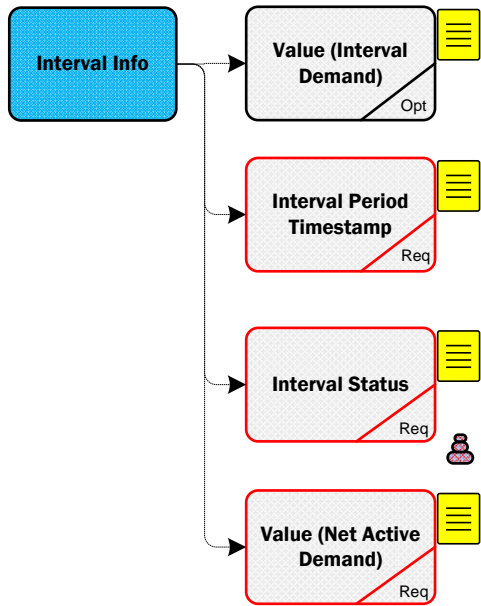 Interval Info
Value (Interval
Demand)
Opt
Interval Period
Timestamp
Req
Interval Status
Req
Value (Net Active
Demand)
Req